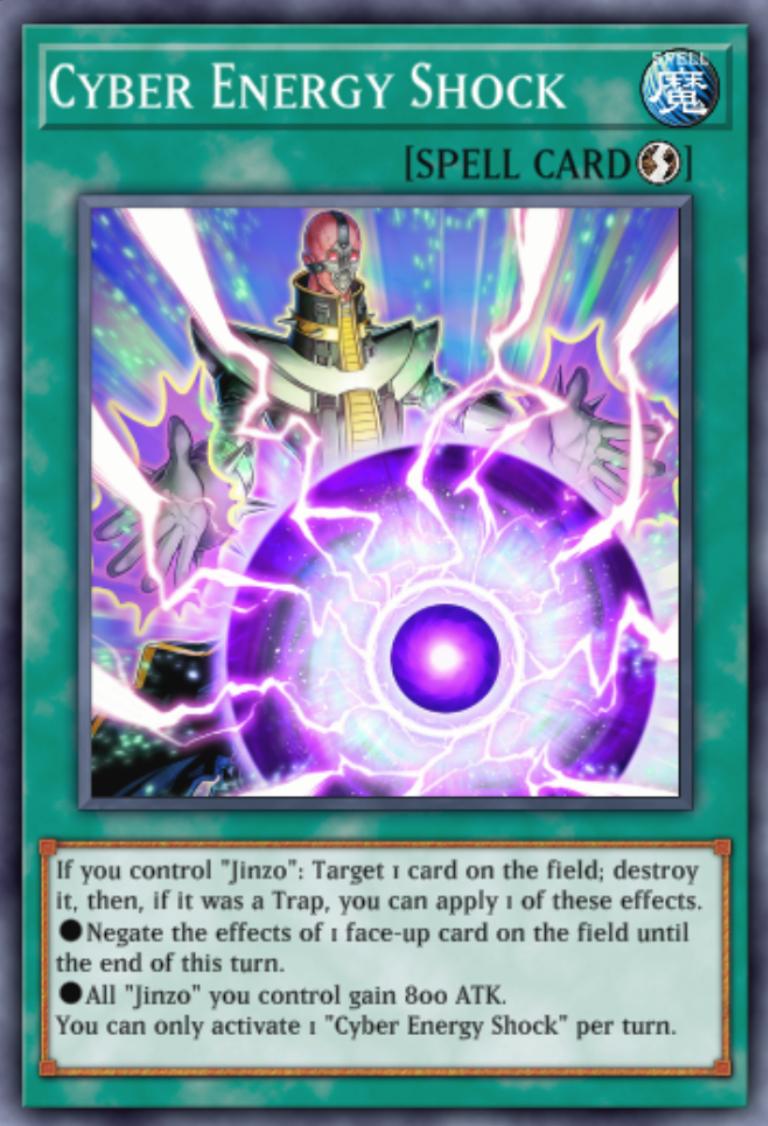 CYBER ENERGY SHOCK
SPELL
魔
[SPELL CARD]
If you control "Jinzo": Target 1 card on the field; destroy
it, then, if it was a Trap, you can apply 1 of these effects.
●Negate the effects of 1 face-up card on the field until
the end of this turn.
●All "Jinzo" you control gain 800 ATK.
You can only activate 1 "Cyber Energy Shock" per turn.